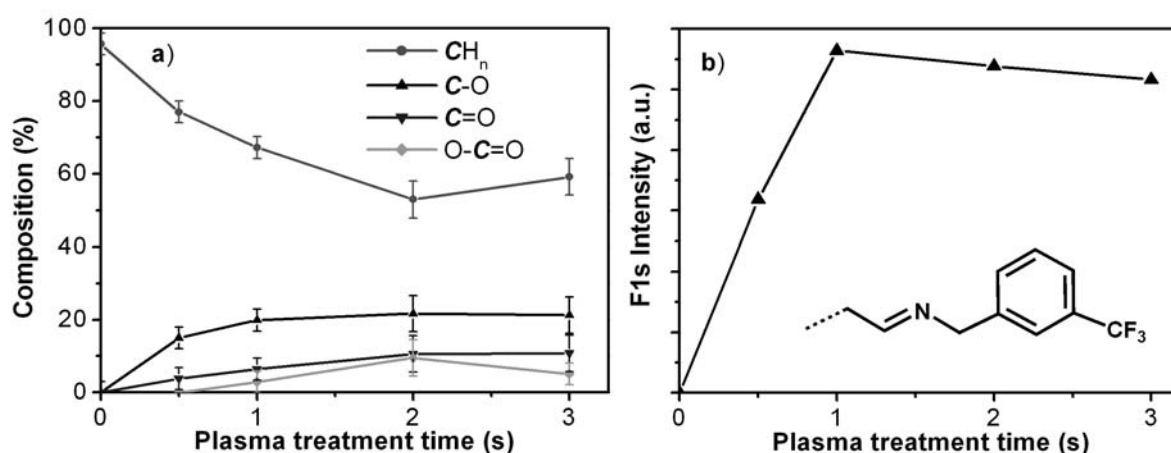 a)
CHₙ
C-O
C=O
O-C=O
100
80
60
40
20
0
Composition (%)
0 1 2 3
Plasma treatment time (s)
b)
F1s Intensity (a.u.)
N
CF₃
0 1 2 3
Plasma treatment time (s)